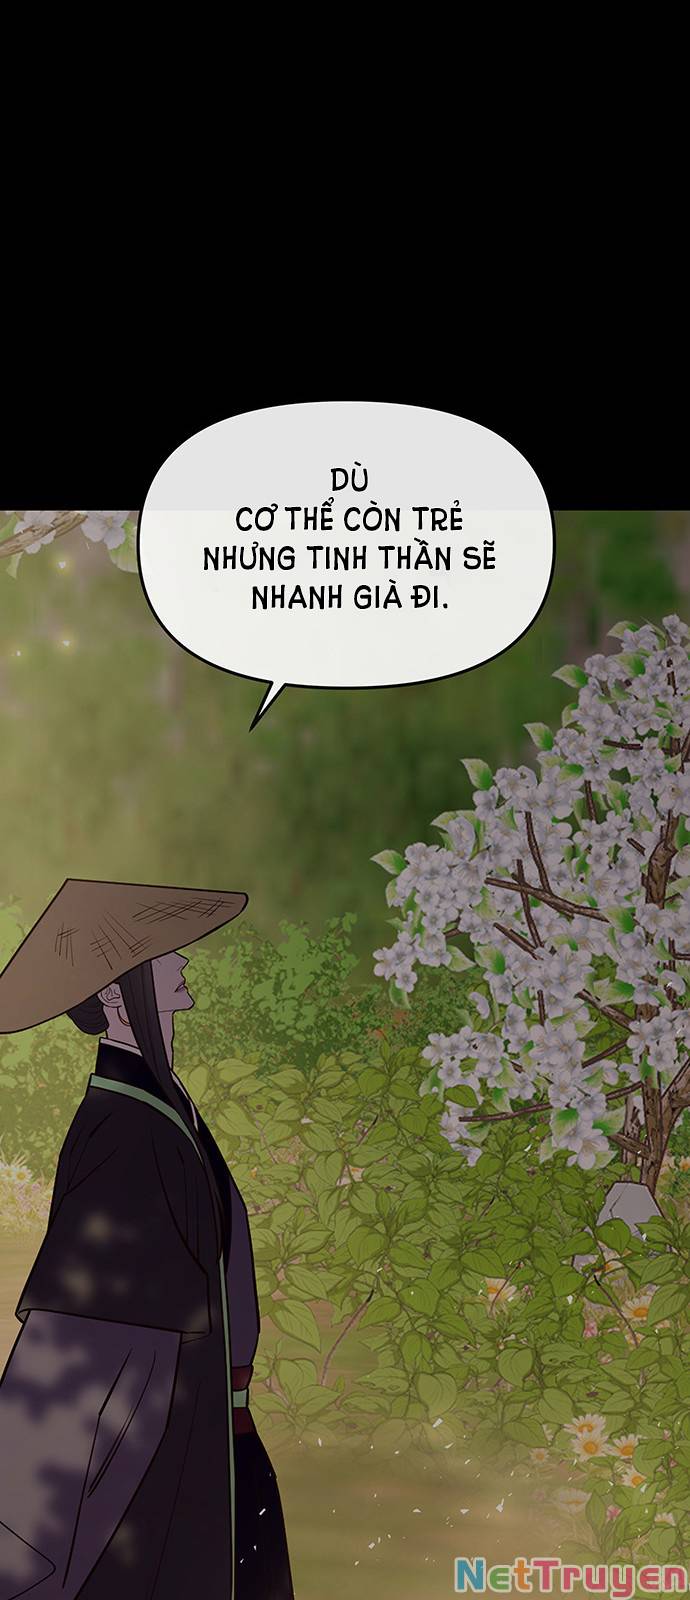 DÙ
CƠ THỂ CÒN TRẺ
NHƯNG TINH THẦN SẼ
NHANH GIÀ ĐI.
NETTRUYEN